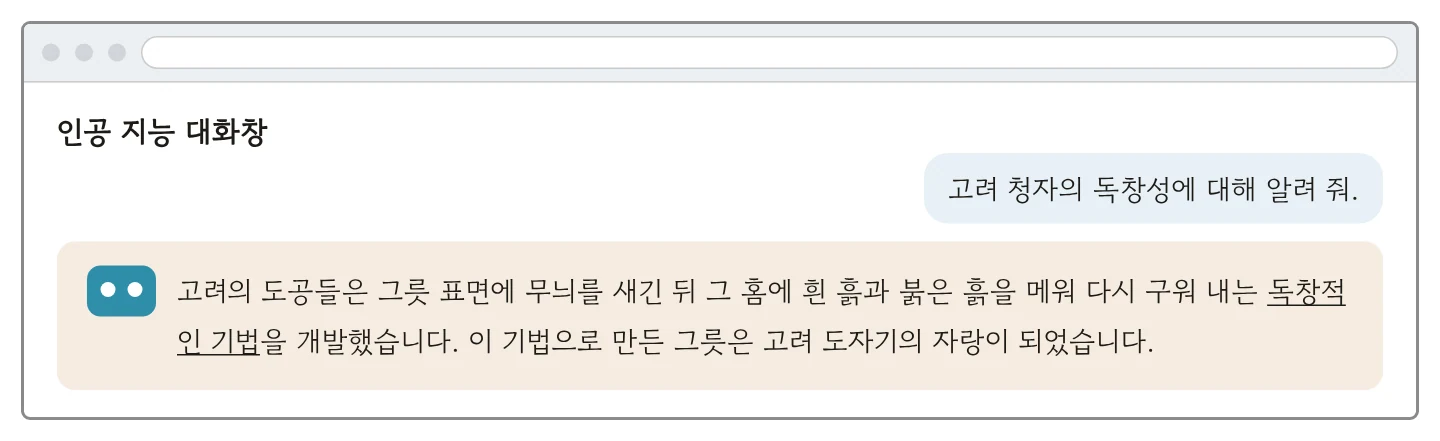 인공 지능 대화창
고려 청자의 독창성에 대해 알려 줘.
고려의 도공들은 그릇 표면에 무늬를 새긴 뒤 그 홈에 흰 흙과 붉은 흙을 메워 다시 구워 내는 독창적
인 기법을 개발했습니다. 이 기법으로 만든 그릇은 고려 도자기의 자랑이 되었습니다.